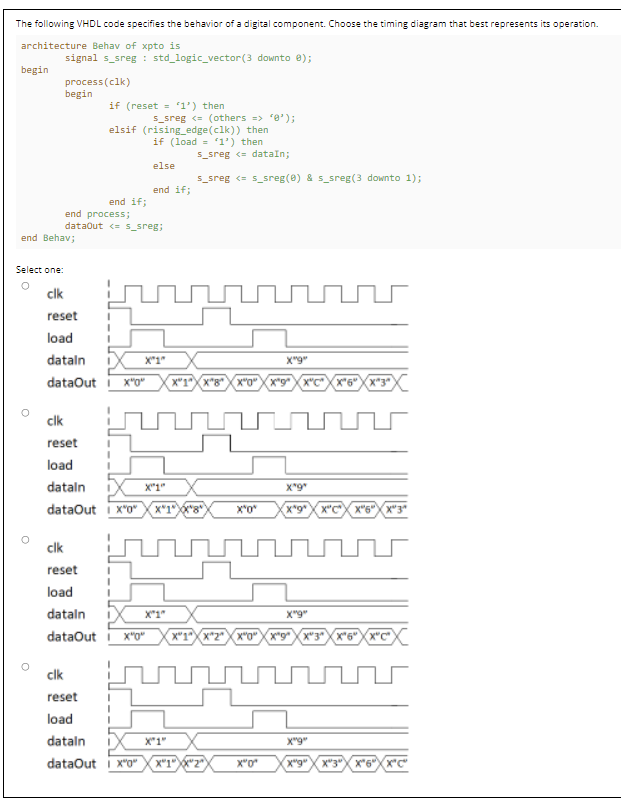 The following VHDL code specifies the behavior of a digital component. Choose the timing diagram that best represents its operation.
architecture Behav of xpto is
signal s_sreg : std_logic_vector(3 downto 0);
begin
process(clk)
begin
if (reset = ‘1’) then
s_sreg <= (others => ‘0’);
elsif (rising_edge(clk)) then
if (load = ‘1’) then
s_sreg <= dataIn;
else
s_sreg <= s_sreg(0) & s_sreg(3 downto 1);
end if;
end if;
end process;
dataOut <= s_sreg;
end Behav;
Select one:
clk
reset
load
dataIn X"1" X"9"
dataOut X"0" X"1" X"8" X"0" X"9" X"C" X"6" X"3"
clk
reset
load
dataIn X"1" X"9"
dataOut X"0" X"1" X"8" X"0" X"9" X"C" X"6" X"3"
clk
reset
load
dataIn X"1" X"9"
dataOut X"0" X"1" X"2" X"0" X"9" X"3" X"6" X"C"
clk
reset
load
dataIn X"1" X"9"
dataOut X"0" X"1" X"2" X"0" X"9" X"3" X"6" X"C"